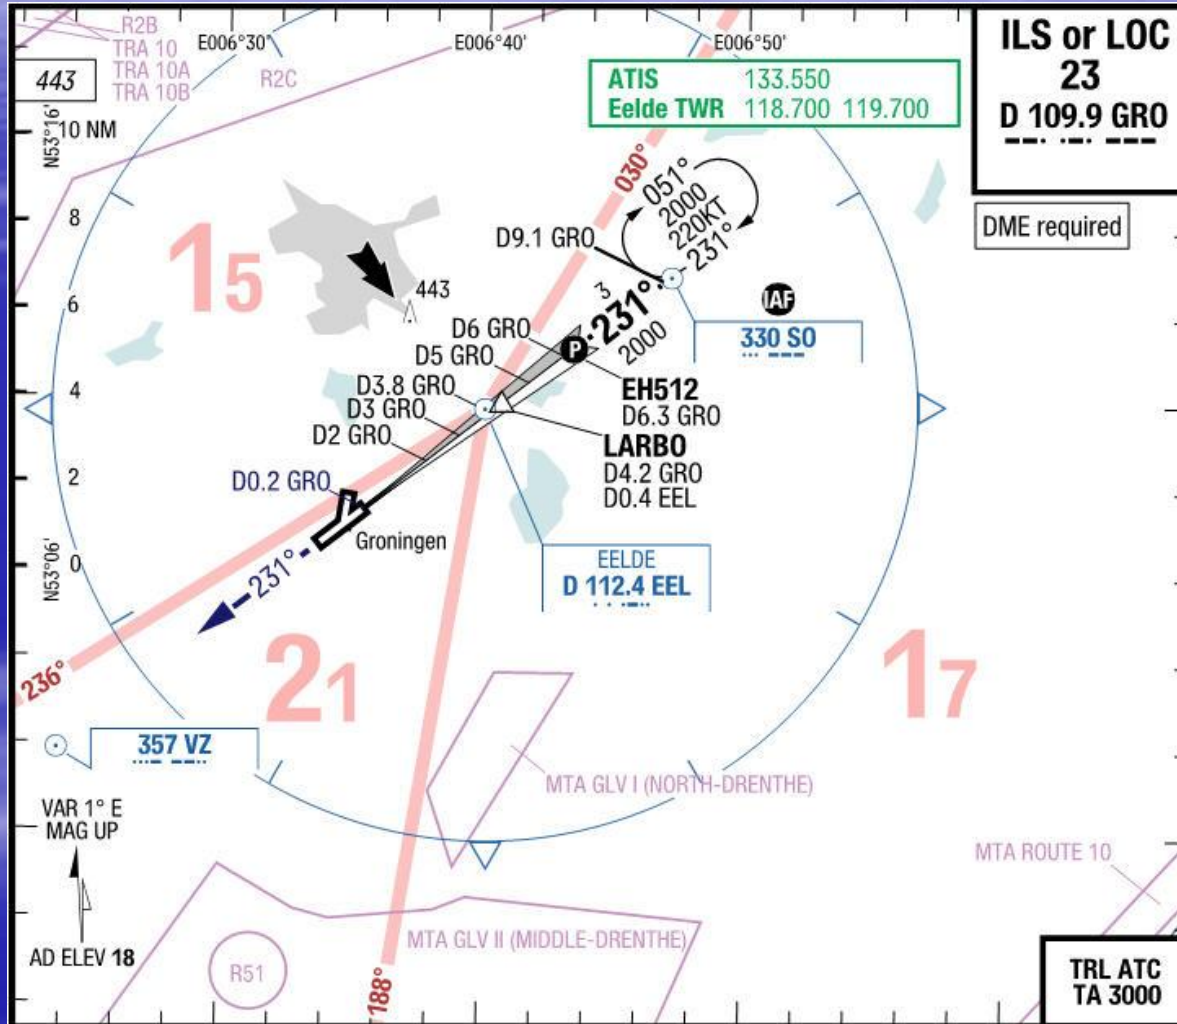 R2B
TRA 10
TRA 10A
TRA 10B
R2C
E006°30'
E006°40'
E006°50'
ILS or LOC
23
D 109.9 GRO
443
ATIS 133.550
Eelde TWR 118.700 119.700
N53°16'
10 NM
DME required
030°
051°
2000
220KT
231°
D9.1 GRO
8
15
443
6
3
231°
2000
IAF
330 SO
D6 GRO
P
D5 GRO
EH512
D6.3 GRO
D3.8 GRO
4
D3 GRO
D2 GRO
LARBO
D4.2 GRO
D0.4 EEL
2
D0.2 GRO
Groningen
N53°06'
0
231°
EELDE
D 112.4 EEL
236°
21
17
357 VZ
MTA GLV I (NORTH-DRENTHE)
VAR 1° E
MAG UP
MTA ROUTE 10
MTA GLV II (MIDDLE-DRENTHE)
AD ELEV 18
R51
188°
TRL ATC
TA 3000